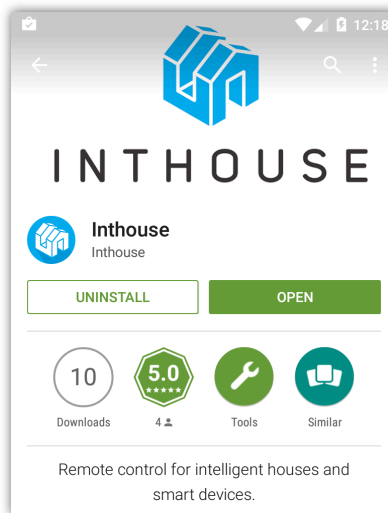 12:18
INTHOUSE
Inthouse
Inthouse
UNINSTALL
OPEN
10
5.0
Downloads
4
Tools
Similar
Remote control for intelligent houses and
smart devices.